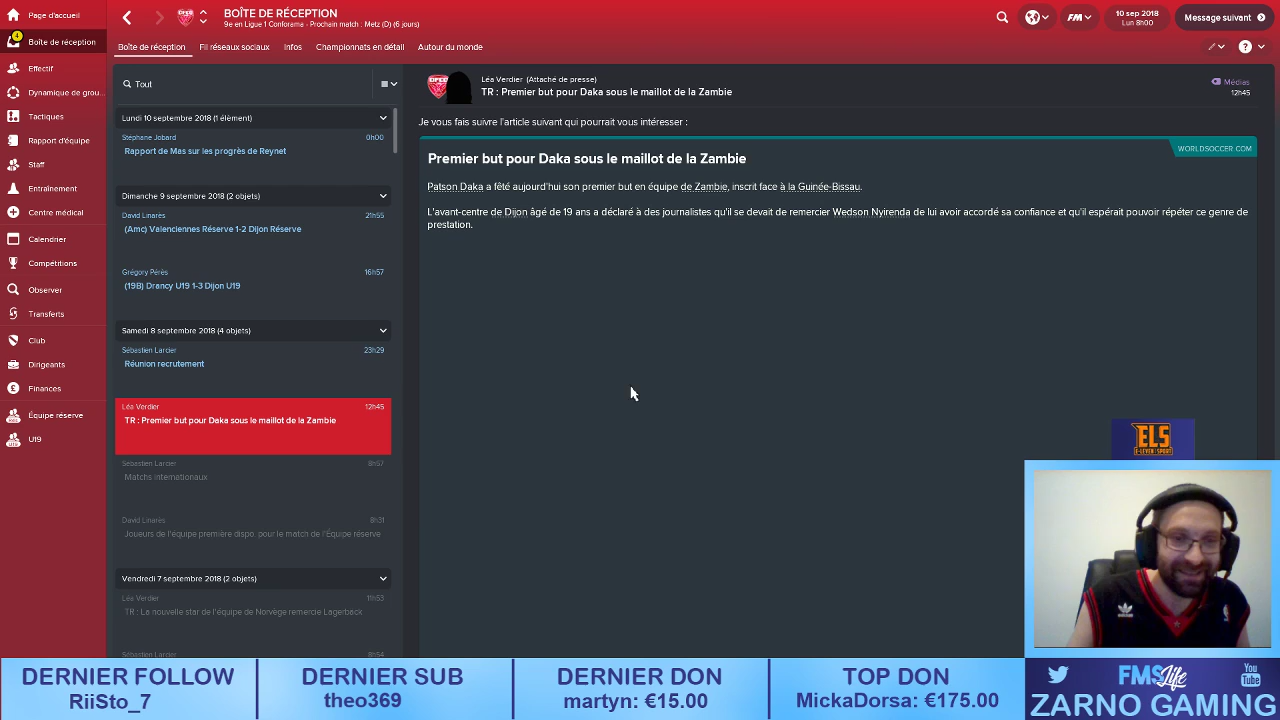 Page d'accueil
Boîte de réception
4
Effectif
Dynamique de grou...
Tactiques
Rapport d'équipe
Staff
Entraînement
Centre médical
Calendrier
Compétitions
Observer
Transferts
Club
Dirigeants
Finances
Équipe réserve
U19
BOÎTE DE RÉCEPTION
9e en Ligue 1 Conforama - Prochain match : Metz (D) (6 jours)
FM
10 sep 2018
Lun 8h00
Message suivant
Boîte de réception
Fil réseaux sociaux
Infos
Championnats en détail
Autour du monde
Tout
Lundi 10 septembre 2018 (1 élément)
Stéphane Jobard 0h00
Rapport de Mas sur les progrès de Reynet
Dimanche 9 septembre 2018 (2 objets)
David Linarès 21h55
(Amc) Valenciennes Réserve 1-2 Dijon Réserve
Grégory Pérès 16h57
(19B) Drancy U19 1-3 Dijon U19
Samedi 8 septembre 2018 (4 objets)
Sébastien Larcier 23h29
Réunion recrutement
Léa Verdier 12h45
TR : Premier but pour Daka sous le maillot de la Zambie
Sébastien Larcier 8h57
Matchs internationaux
David Linarès 8h31
Joueurs de l'équipe première dispo. pour le match de l'Équipe réserve
Vendredi 7 septembre 2018 (2 objets)
Léa Verdier 11h53
TR : La nouvelle star de l'équipe de Norvège remercie Lagerbäck
Sébastien Larcier 8h54
Léa Verdier (Attaché de presse)
TR : Premier but pour Daka sous le maillot de la Zambie
Médias
12h45
Je vous fais suivre l'article suivant qui pourrait vous intéresser :
WORLDSOCCER.COM
Premier but pour Daka sous le maillot de la Zambie
Patson Daka a fêté aujourd'hui son premier but en équipe de Zambie, inscrit face à la Guinée-Bissau.
L'avant-centre de Dijon âgé de 19 ans a déclaré à des journalistes qu'il se devait de remercier Wedson Nyirenda de lui avoir accordé sa confiance et qu'il espérait pouvoir répéter ce genre de
prestation.
ELS
E-LEVEN SPORT
DERNIER FOLLOW
RiiSto_7
DERNIER SUB
theo369
DERNIER DON
martyn: €15.00
TOP DON
MickaDorsa: €175.00
FMSLife
You
Tube
ZARNO GAMING